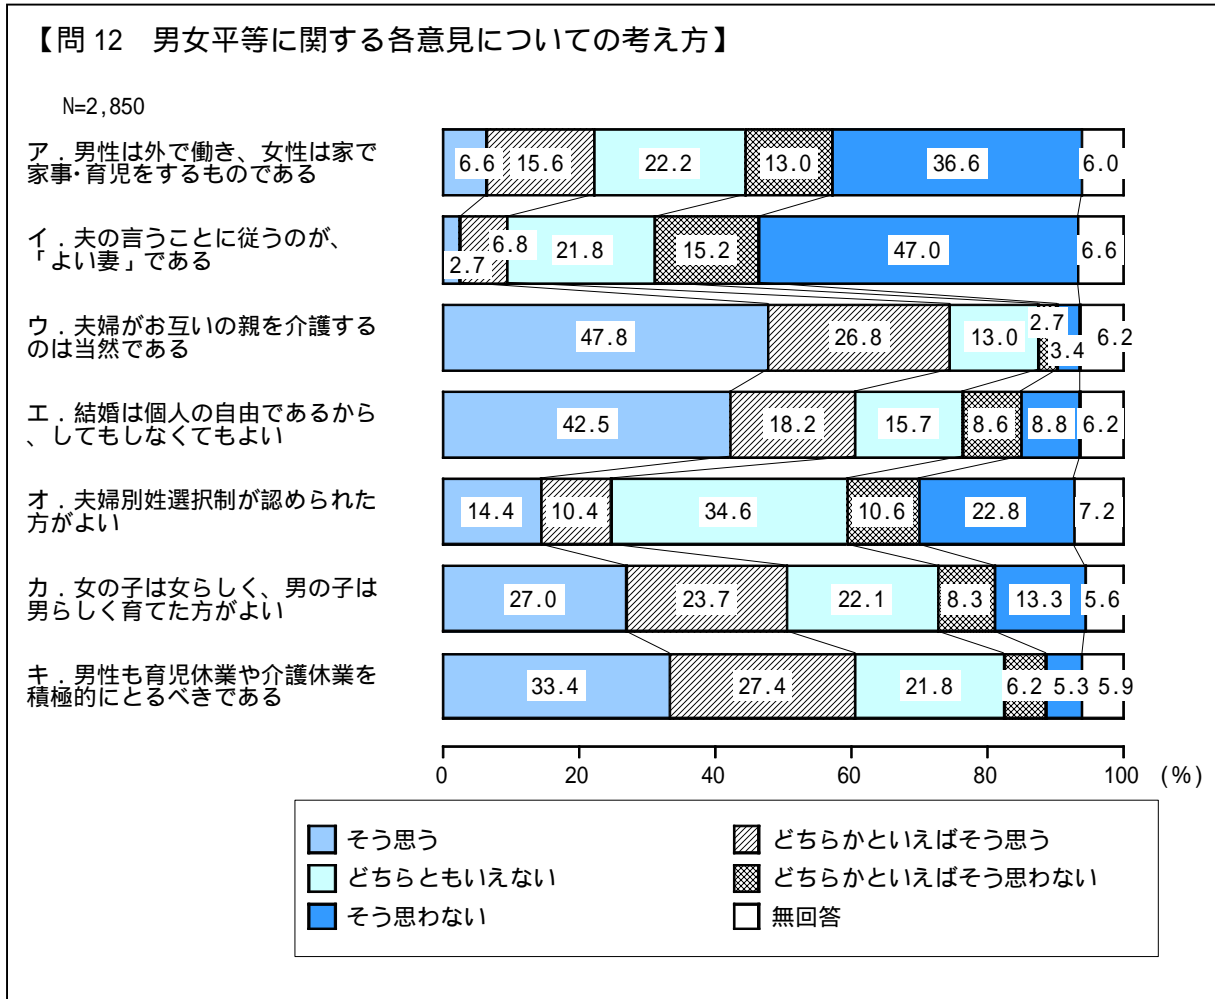 【問 12　男女平等に関する各意見についての考え方】
N=2,850
ア．男性は外で働き、女性は家で
家事・育児をするものである
6.6 15.6 22.2 13.0 36.6 6.0
イ．夫の言うことに従うのが、
「よい妻」である
2.7 6.8 21.8 15.2 47.0 6.6
ウ．夫婦がお互いの親を介護する
のは当然である
47.8 26.8 13.0 2.7 3.4 6.2
エ．結婚は個人の自由であるから
、してもしなくてもよい
42.5 18.2 15.7 8.6 8.8 6.2
オ．夫婦別姓選択制が認められた
方がよい
14.4 10.4 34.6 10.6 22.8 7.2
カ．女の子は女らしく、男の子は
男らしく育てた方がよい
27.0 23.7 22.1 8.3 13.3 5.6
キ．男性も育児休業や介護休業を
積極的にとるべきである
33.4 27.4 21.8 6.2 5.3 5.9
0 20 40 60 80 100 (%)
そう思う どちらかといえばそう思う
どちらともいえない どちらかといえばそう思わない
そう思わない 無回答